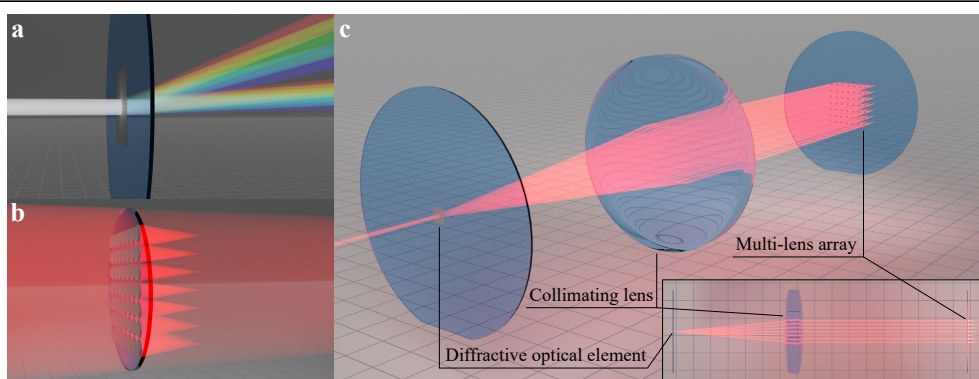 a
b
c
Multi-lens array
Collimating lens
Diffractive optical element